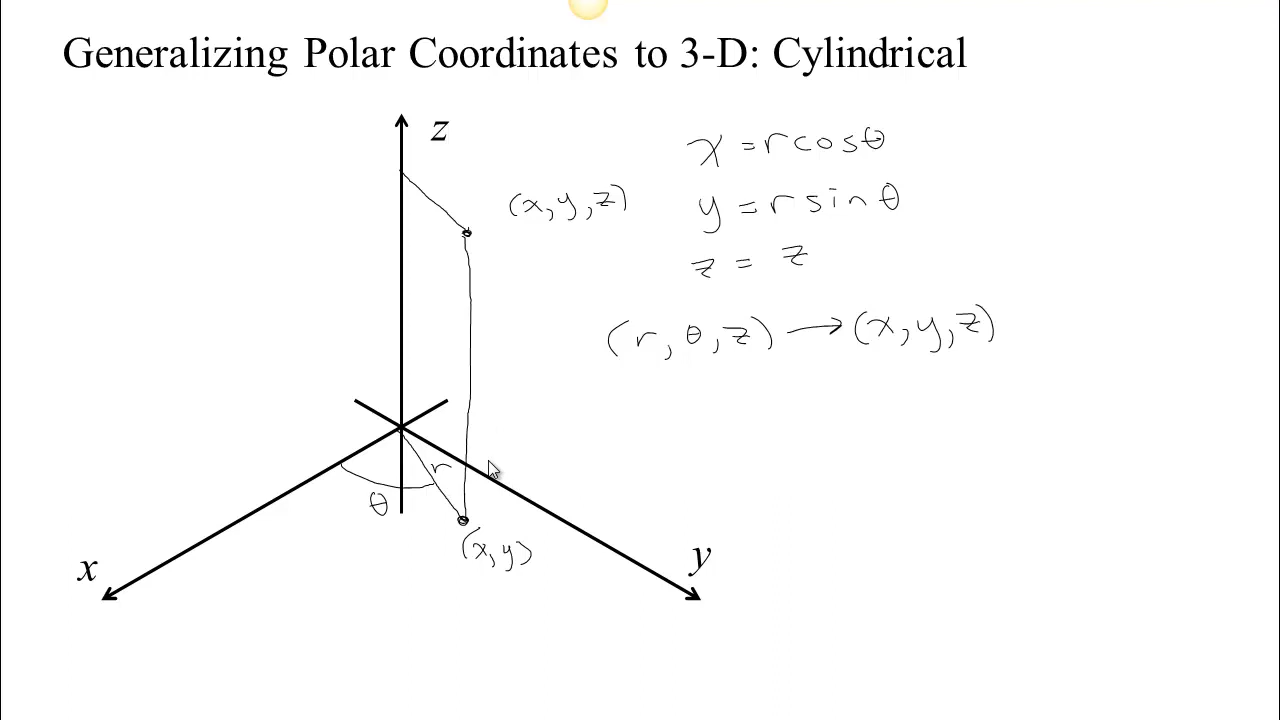 Generalizing Polar Coordinates to 3-D: Cylindrical
z
x = r cos θ
(x, y, z)
y = r sin θ
z = z
(r, θ, z) → (x, y, z)
r
θ
(x, y)
x
y